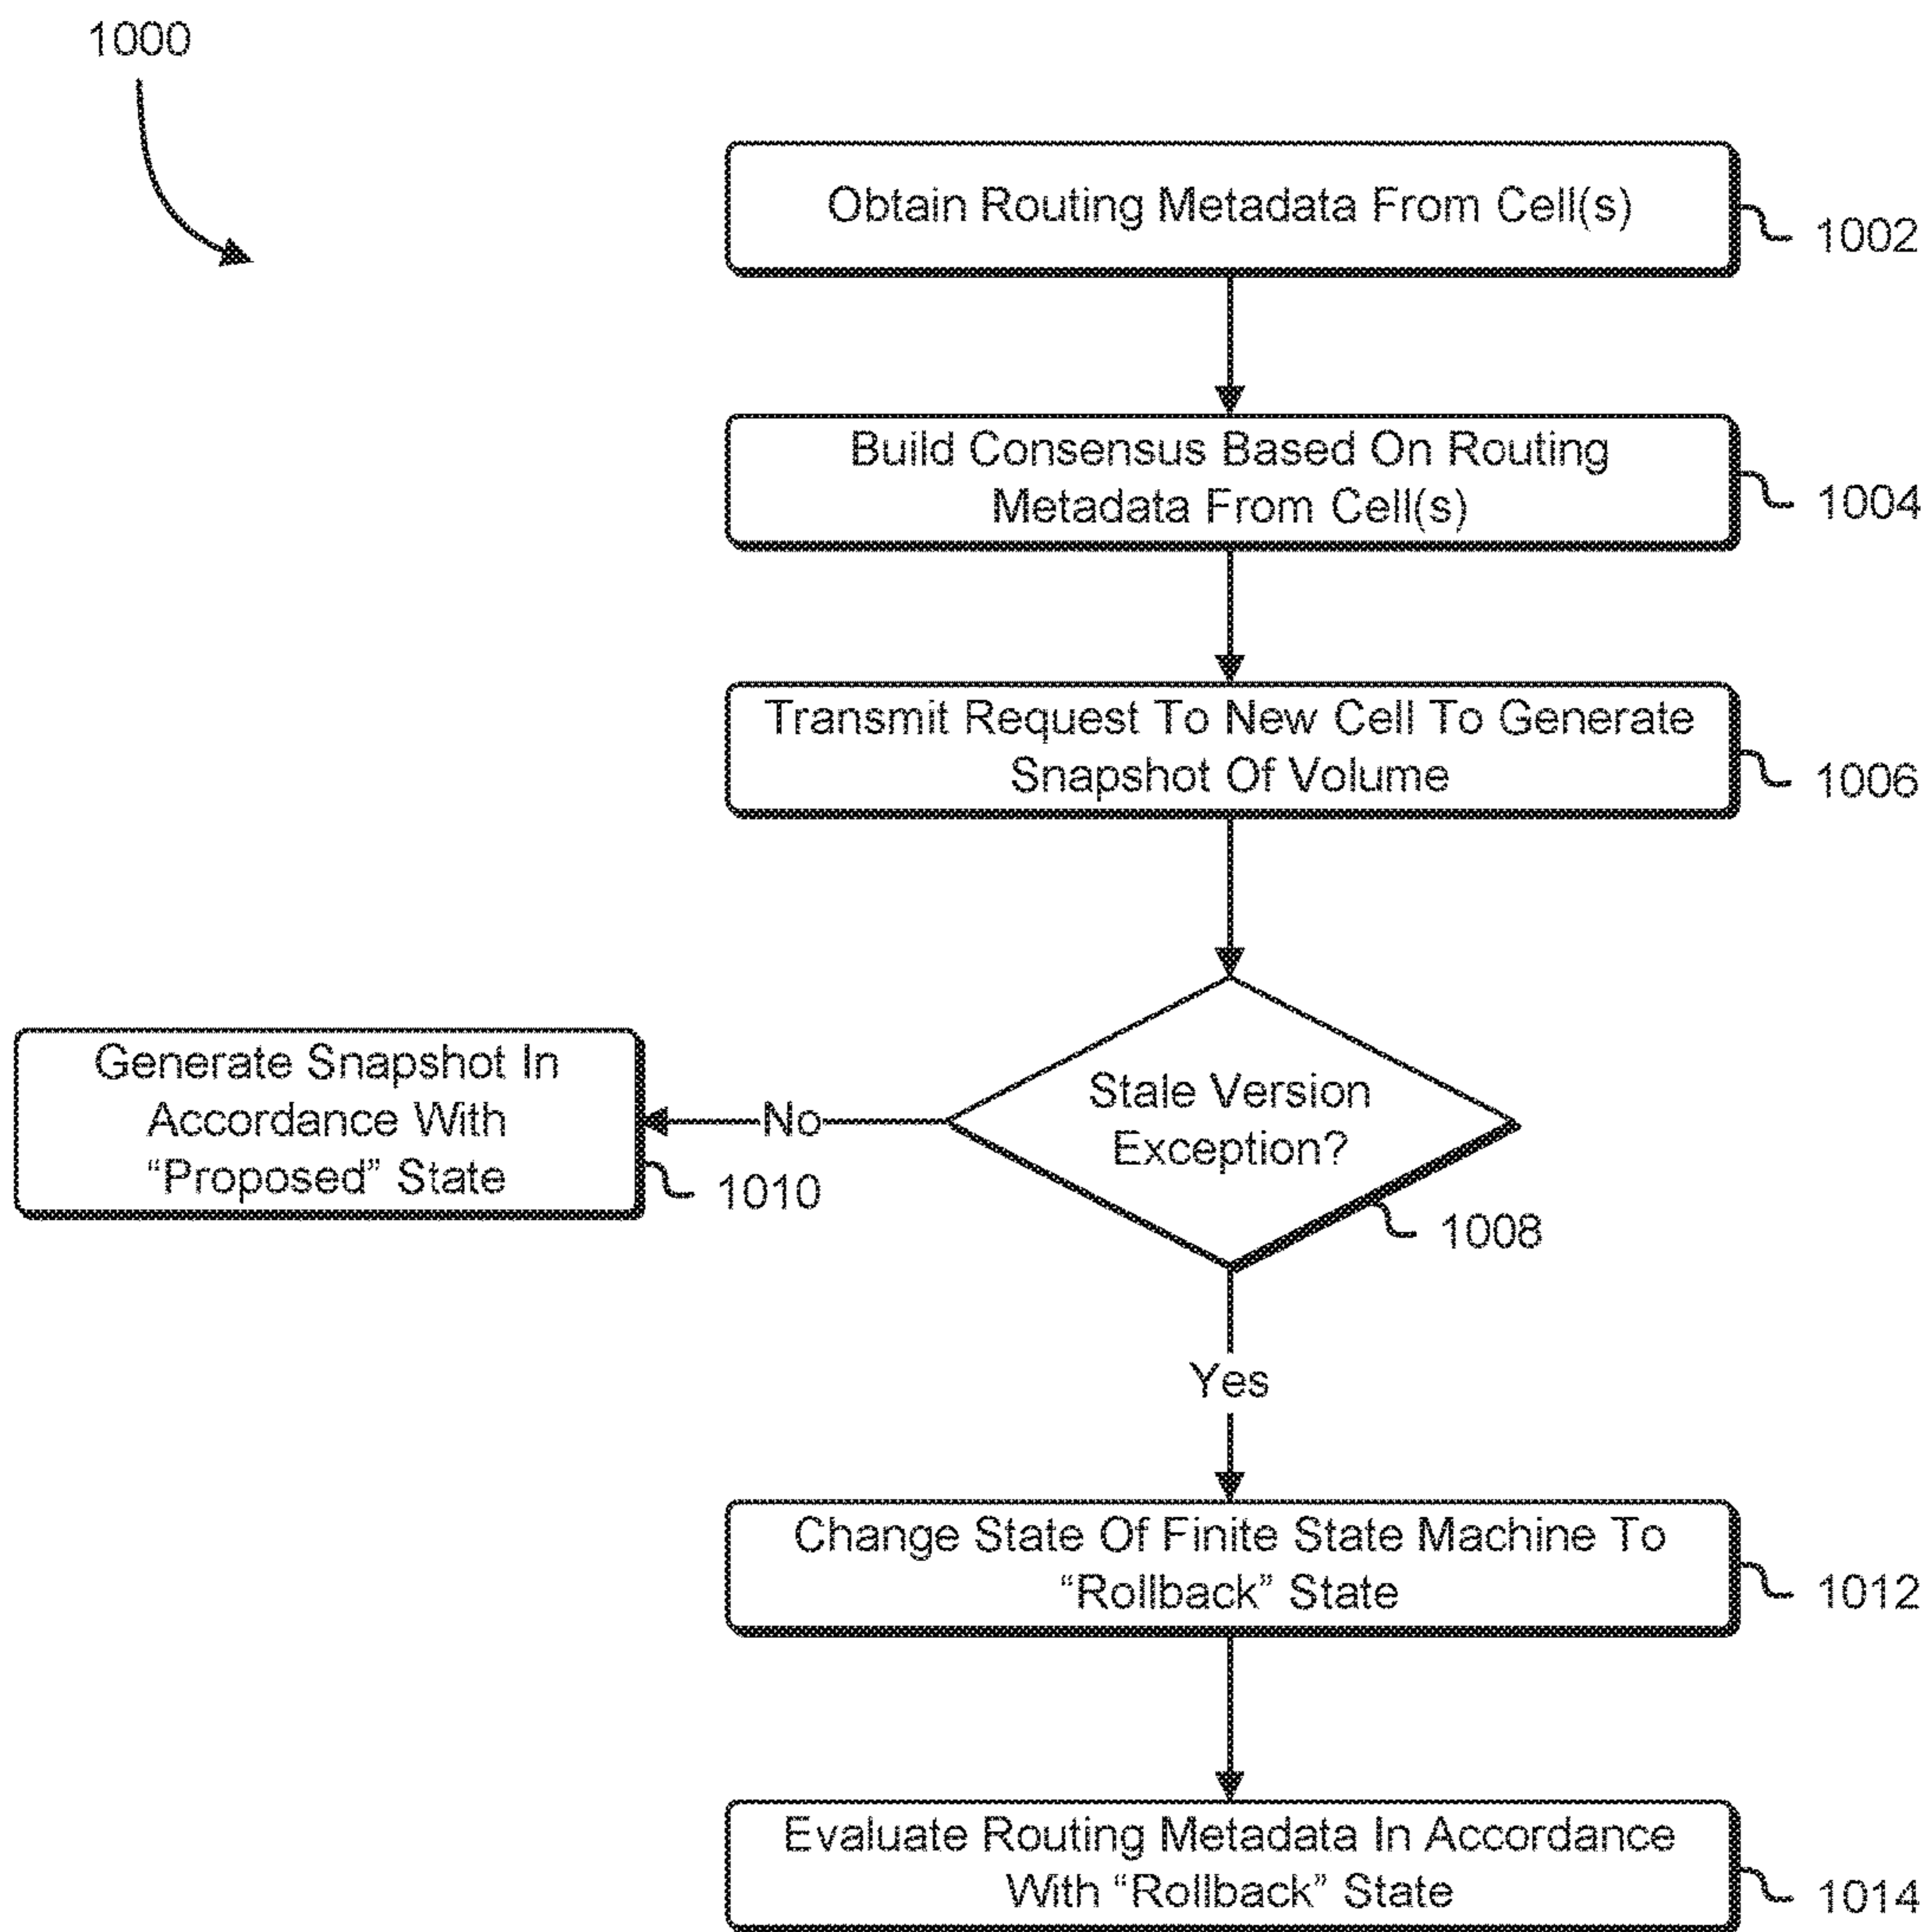 1000
Obtain Routing Metadata From Cell(s)
1002
Build Consensus Based On Routing
Metadata From Cell(s)
1004
Transmit Request To New Cell To Generate
Snapshot Of Volume
1006
Stale Version
Exception?
1008
No
Generate Snapshot In
Accordance With
“Proposed” State
1010
Yes
Change State Of Finite State Machine To
“Rollback” State
1012
Evaluate Routing Metadata In Accordance
With “Rollback” State
1014